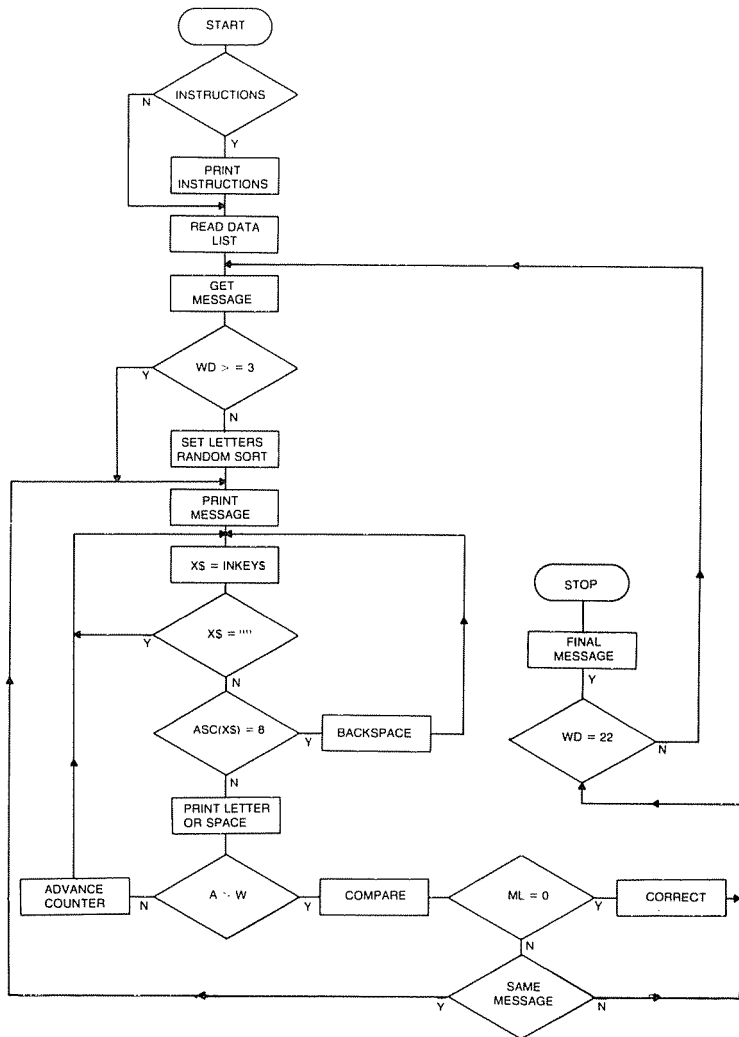 START
INSTRUCTIONS
N
Y
PRINT
INSTRUCTIONS
READ DATA
LIST
GET
MESSAGE
WD > = 3
Y
N
SET LETTERS
RANDOM SORT
PRINT
MESSAGE
X$ = INKEY$
X$ = ""
Y
N
ASC(X$) = 8
Y
BACKSPACE
N
PRINT LETTER
OR SPACE
STOP
FINAL
MESSAGE
Y
WD = 22
N
ADVANCE
COUNTER
N
A
W
Y
COMPARE
ML = 0
Y
CORRECT
N
SAME
MESSAGE
Y
N